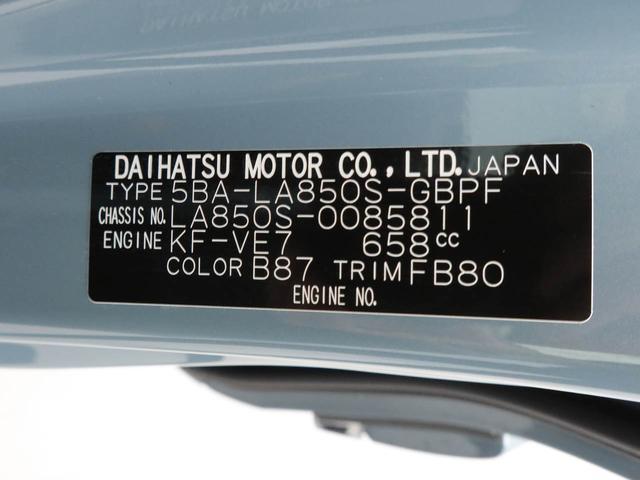 DAIHATSU MOTOR CO., LTD. JAPAN
TYPE 5BA-LA850S-GBPF
CHASSIS NO. LA850S-0085811
ENGINE KF-VE7 658cc
COLOR B87 TRIM FB80
ENGINE NO.